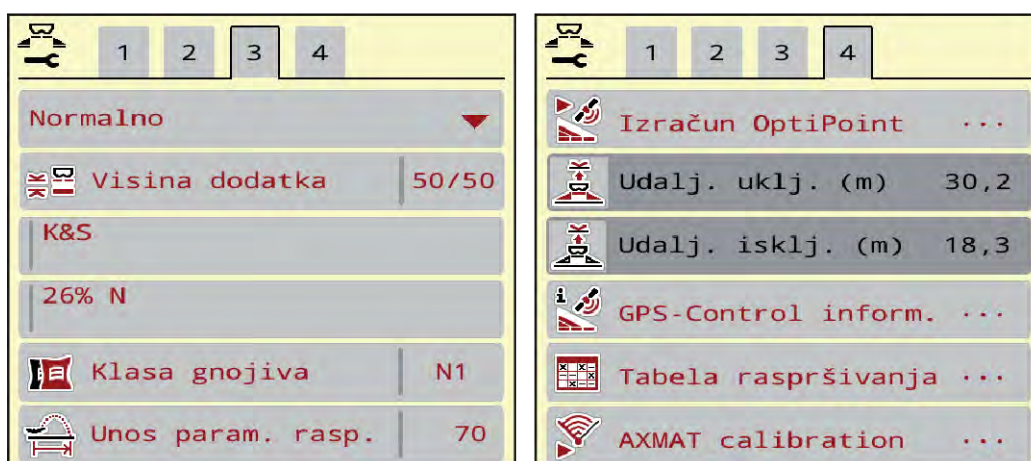 1 2 3 4
Normalno
Visina dodatka 50/50
K&S
26% N
Klasa gnojiva N1
Unos param. rasp. 70
1 2 3 4
Izračun OptiPoint ...
Udalj. uklj. (m) 30,2
Udalj. isklj. (m) 18,3
GPS-Control inform. ...
Tabela raspršivanja ...
AXMAT calibration ...